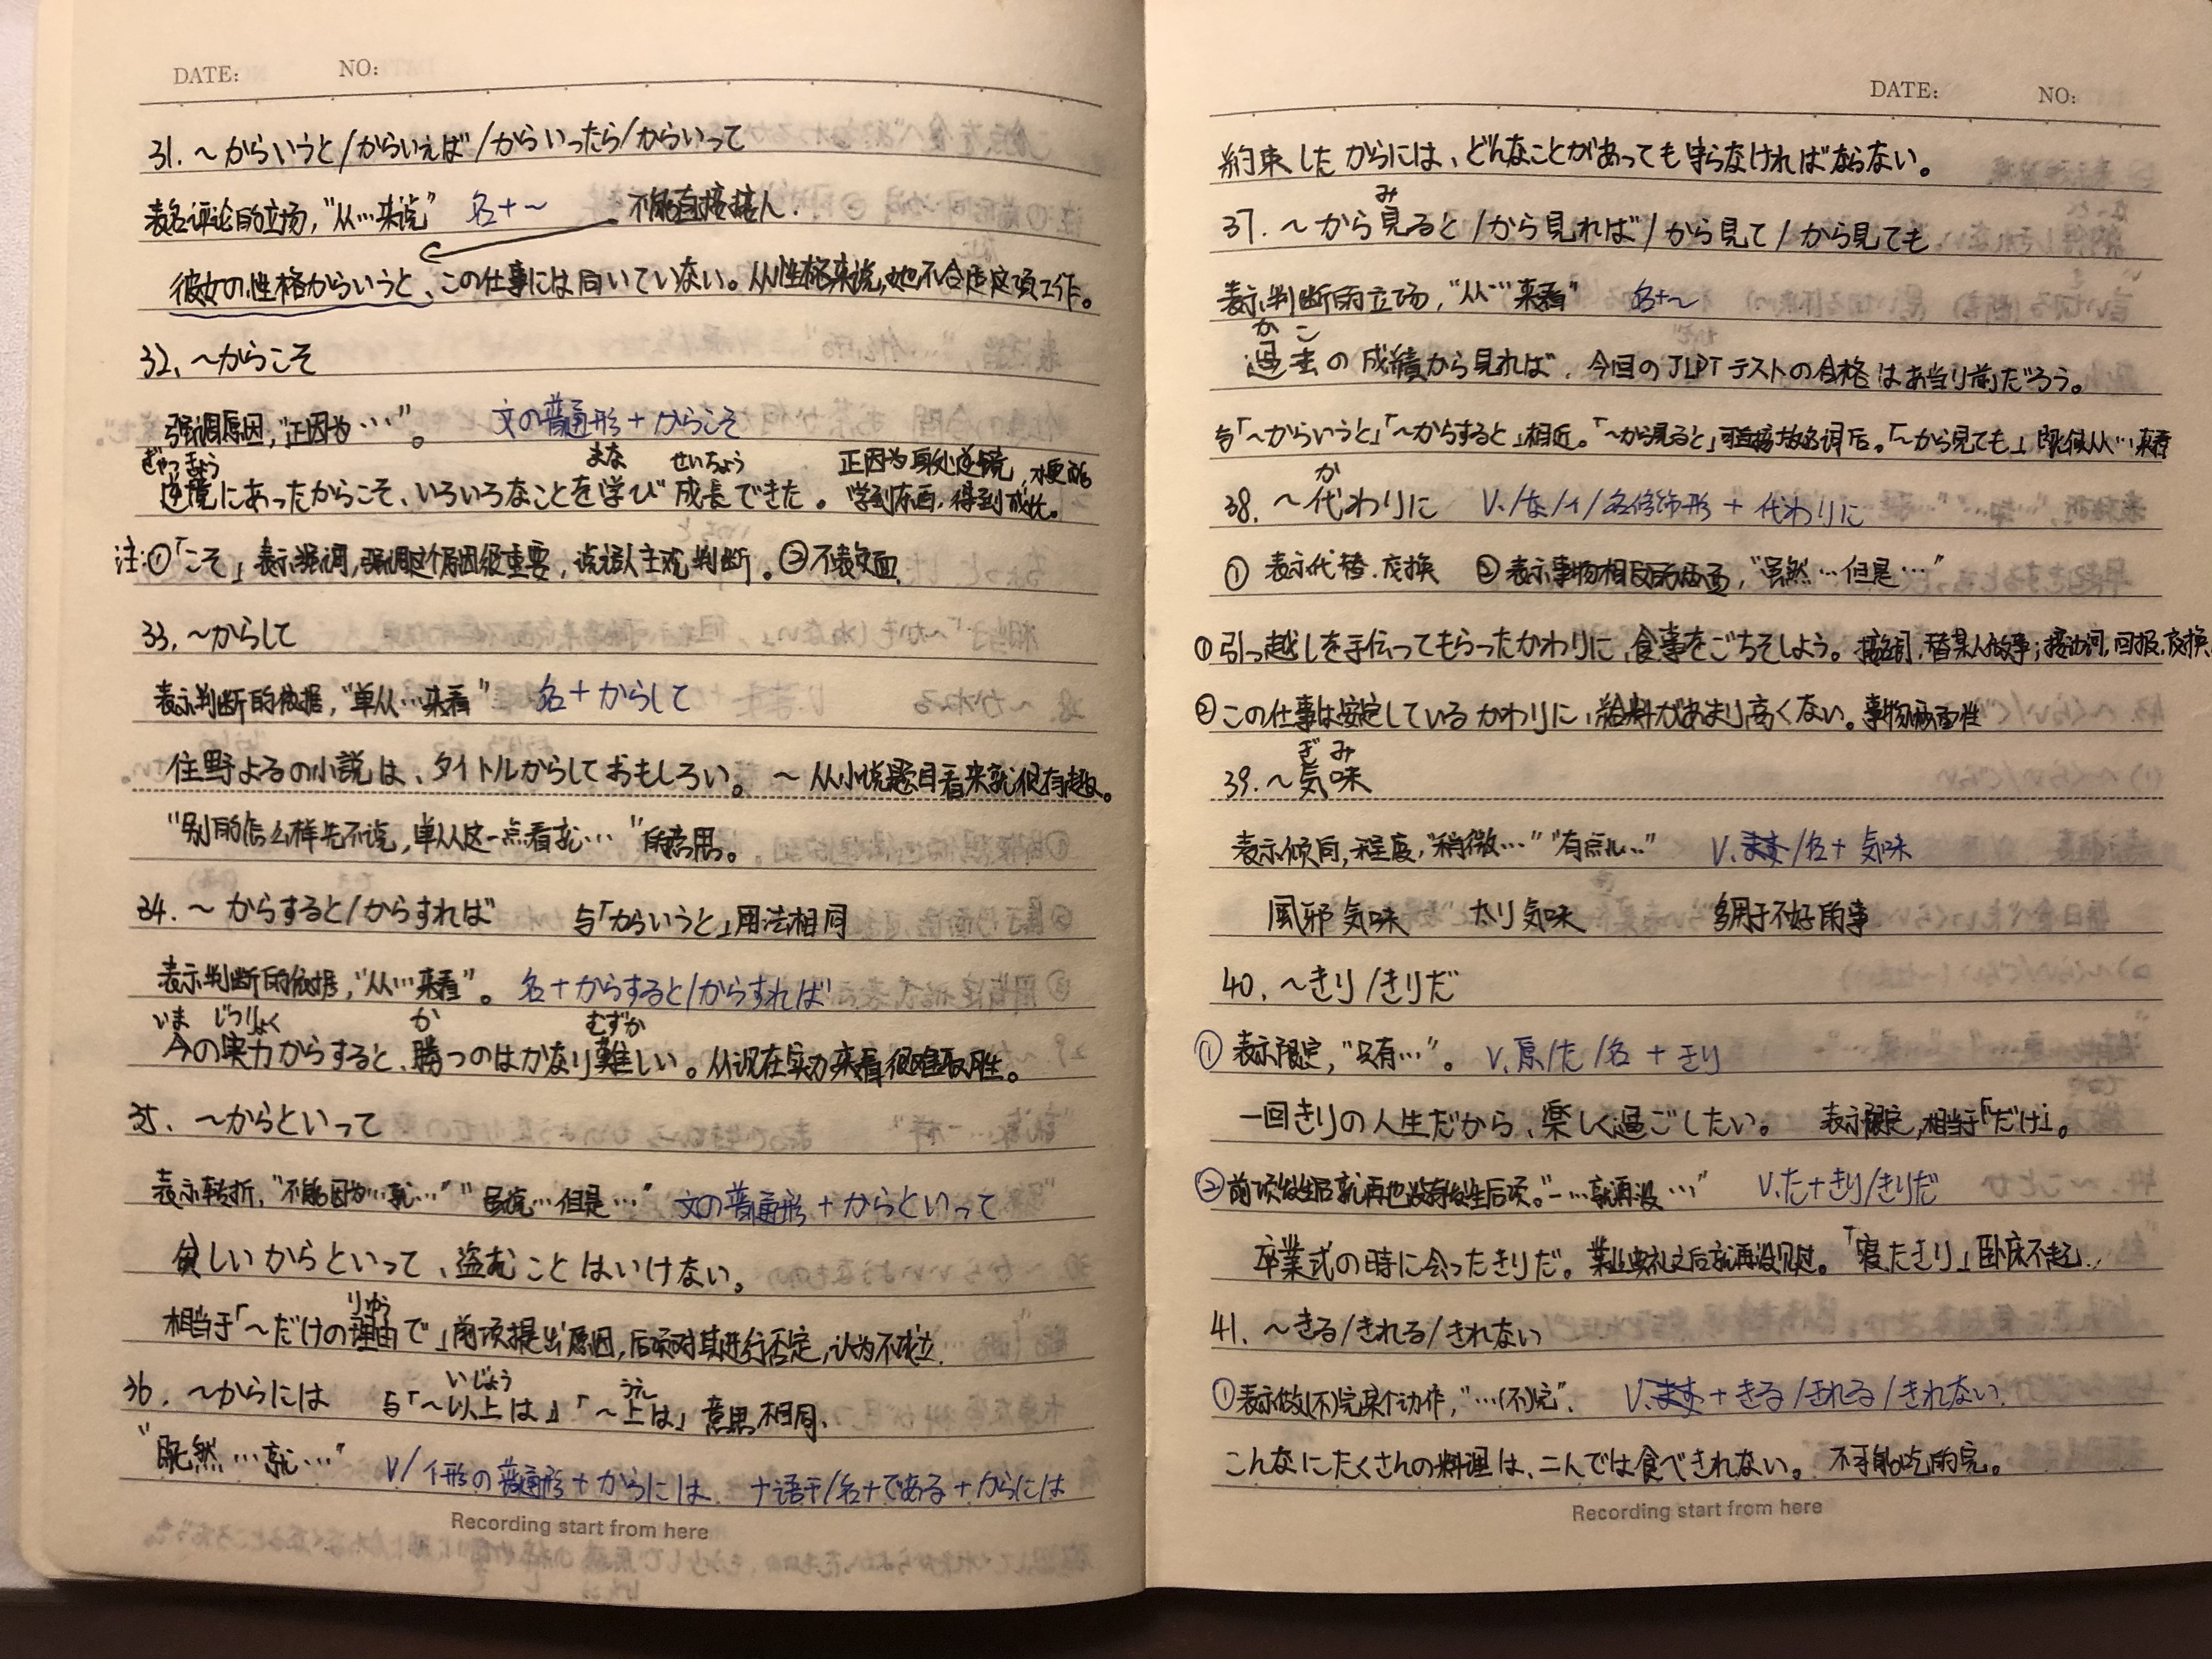 DATE: NO:
31. ～からいうと/からいえば/からいったら/からいって
表名评论的立场,"从…来说" 名+～ 不能直接接人.
彼女の性格からいうと、この仕事には向いていない。从性格来说,她不合适这项工作。
32、～からこそ
强调原因,"正因为…"。 文の普通形+からこそ
ぎゃっきょう まな せいちょう 正因为身处逆镜,才更能
逆境にあったからこそ、いろいろなことを学び成長できた。学到东西,得到成长。
注:①「こそ」表示强调,强调这个原因很重要,说话人主观判断。②不表负面.
33、～からして
表示判断的依据,"单从…来看" 名+からして
住野よるの小説は、タイトルからしておもしろい。 ～从小说题目看来就很有趣。
"别的怎么样先不说,单从这一点看就…"的意思。
34. ～からすると/からすれば 与「からいうと」用法相同
表示判断的依据,"从…来看"。 名+からすると/からすれば
いま じつりょく か むずか
今の実力からすると、勝つのはかなり難しい。从现在实力来看很难取胜。
35、～からといって
表示转折,"不能因为…就…""虽说…但是…" 文の普通形+からといって
貧しいからといって、盗むことはいけない。
りゆう
相当于「～だけの理由で」前项提出原因,后项对其进行否定,认为不成立.
いじょう うえ
36. ～からには 与「～以上は」「～上は」意思相同.
"既然…就…" V/イ形の普通形+からには. ナ语干/名+である+からには
Recording start from here
DATE: NO:
約束したからには、どんなことがあっても守らなければならない。
み
37. ～から見ると/から見れば/から見て/から見ても
表示判断的立场,"从…来看" 名+～
かこ
過去の成績から見れば、今回のJLPTテストの合格はあ当り前だろう。
与「～からいうと」「～からすると」相近。「～から見ると」可直接放名词后。「～から見ても」即使从…来看
か
38. ～代わりに V./な/イ/名修饰形+代わりに
① 表示代替.交换 ②表示事物相反的两面,"虽然…但是…"
①引っ越しを手伝ってもらったかわりに、食事をごちそしよう。接名词,替某人做事;接动词,回报,交换.
②この仕事は安定しているかわりに、給料があまり高くない。事物两面性
ぎみ
39. ～気味
表示倾向,程度,"稍微…""有点儿…" V.ます/名+気味
風邪気味 太り気味 多用于不好的事
40. ～きり/きりだ
① 表示限定,"只有…"。 V.原/た/名+きり
一回きりの人生だから、楽しく過ごしたい。 表示限定,相当于「だけ」。
②前项发生后就再也没有发生后项。"一…就再没…" V.た+きり/きりだ
卒業式の時に会ったきりだ。毕业典礼之后就再没见过。「寝たきり」卧床不起..
41. ～きる/きれる/きれない
①表示做(不)完某个动作,"…(不)完". V.ます+きる/きれる/きれない.
こんなにたくさんの料理は、二人では食べきれない。 不可能吃的完。
Recording start from here